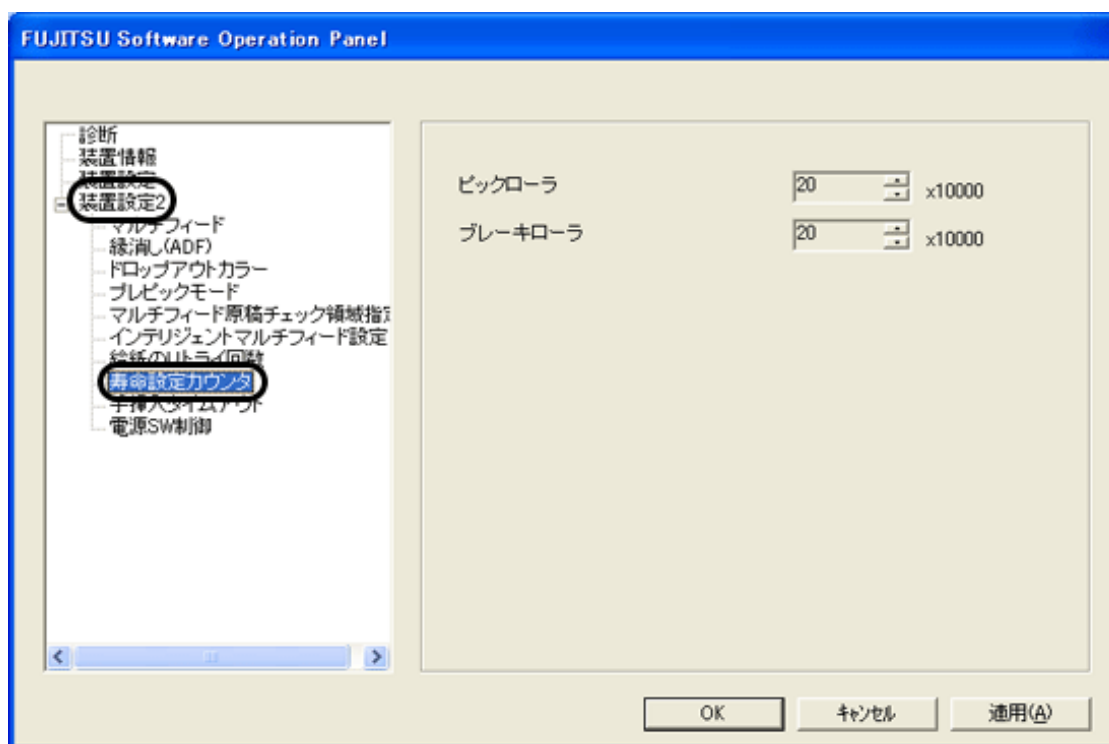 FUJITSU Software Operation Panel
診断
装置情報
装置設定
装置設定2
マルチフィード
縁消し(ADF)
ドロップアウトカラー
プレピックモード
マルチフィード原稿チェック領域指定
インテリジェントマルチフィード設定
給紙のリトライ回数
寿命設定カウンタ
手挿入タイムアウト
電源SW制御
ピックローラ 20 x10000
ブレーキローラ 20 x10000
OK キャンセル 適用(A)